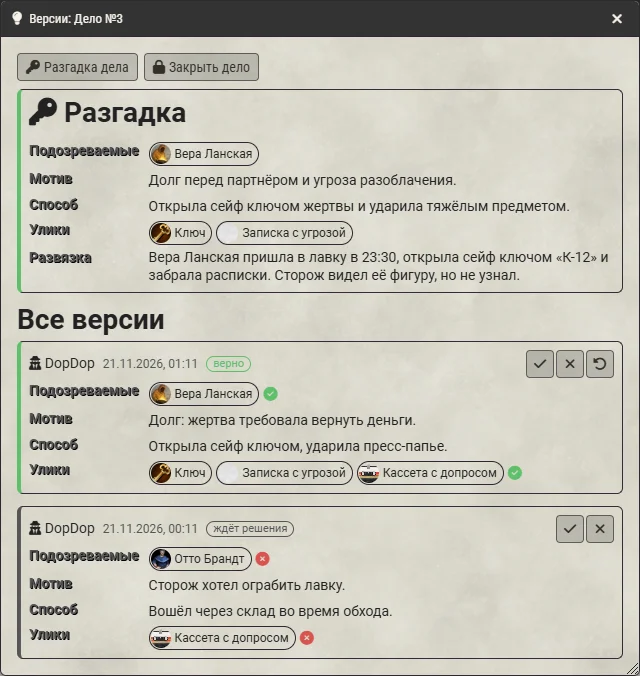 Версии: Дело №3
Разгадка дела
Закрыть дело
Разгадка
Подозреваемые Вера Ланская
Мотив Долг перед партнёром и угроза разоблачения.
Способ Открыла сейф ключом жертвы и ударила тяжёлым предметом.
Улики Ключ Записка с угрозой
Развязка Вера Ланская пришла в лавку в 23:30, открыла сейф ключом «К-12» и
забрала расписки. Сторож видел её фигуру, но не узнал.
Все версии
DopDop 21.11.2026, 01:11 верно
Подозреваемые Вера Ланская
Мотив Долг: жертва требовала вернуть деньги.
Способ Открыла сейф ключом, ударила пресс-папье.
Улики Ключ Записка с угрозой Кассета с допросом
DopDop 21.11.2026, 00:11 ждёт решения
Подозреваемые Отто Брандт
Мотив Сторож хотел ограбить лавку.
Способ Вошёл через склад во время обхода.
Улики Кассета с допросом